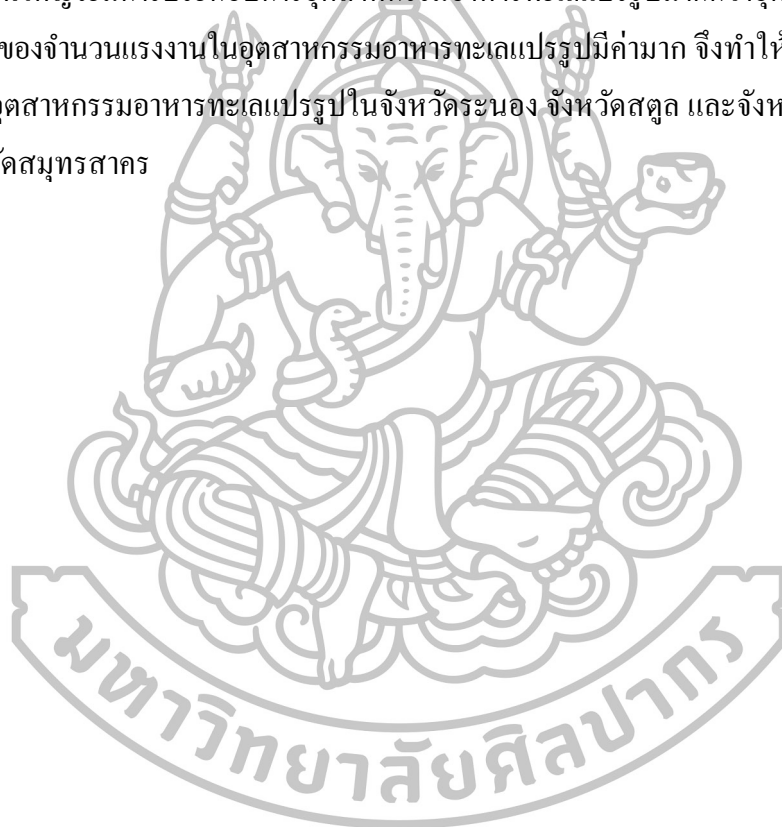 ของจำนวนแรงงานในอุตสาหกรรมอาหารทะเลแปรรูปมีค่ามาก จึงทำให้
อุตสาหกรรมอาหารทะเลแปรรูปในจังหวัดระนอง จังหวัดสตูล และจังห
ัดสมุทรสาคร
มหาวิทยาลัยศิลปากร